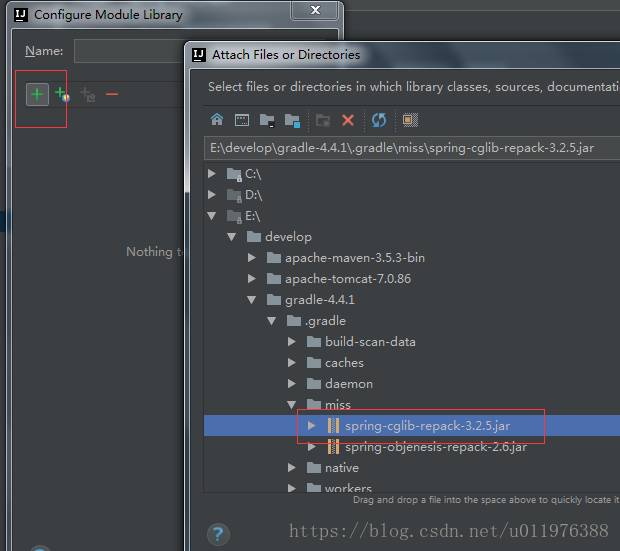 Configure Module Library
Name:
Nothing t
Attach Files or Directories
Select files or directories in which library classes, sources, documentati
E:\develop\gradle-4.4.1\.gradle\miss\spring-cglib-repack-3.2.5.jar
C:\
D:\
E:\
develop
apache-maven-3.5.3-bin
apache-tomcat-7.0.86
gradle-4.4.1
.gradle
build-scan-data
caches
daemon
miss
spring-cglib-repack-3.2.5.jar
spring-objenesis-repack-2.6.jar
native
workers
Drag and drop a file into the space above to quickly locate it
https://blog.csdn.net/u011976388